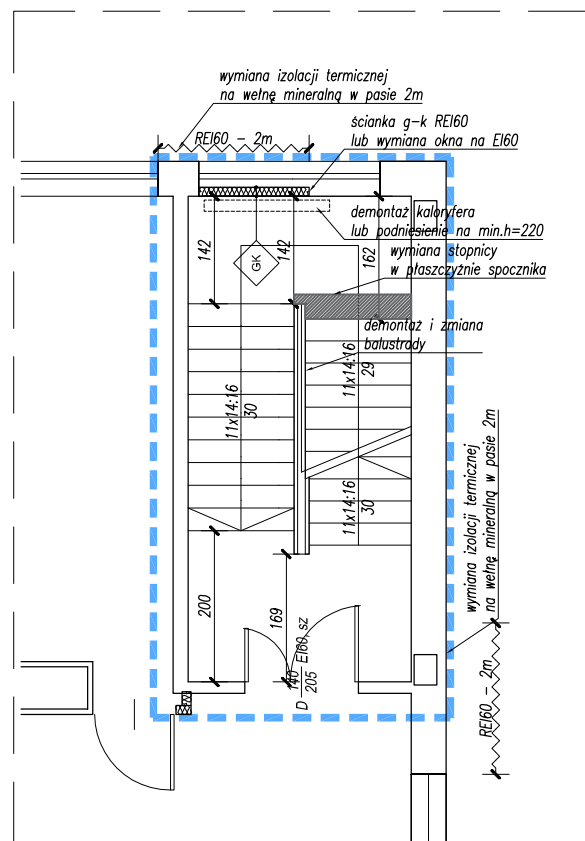 wymiana izolacji termicznej
na wełnę mineralną w pasie 2m
REI60 - 2m
ścianka g-k REI60
lub wymiana okna na EI60
demontaż kaloryfera
lub podniesienie na min.h=220
wymiana stopnicy
w płaszczyźnie spocznika
142
GK
142
162
demontaż i zmiana
balustrady
11x14:16
30
11x14:16
29
11x14:16
30
wymiana izolacji termicznej
na wełnę mineralną w pasie 2m
200
169
D 140 EI60, sz
205
REI60 - 2m